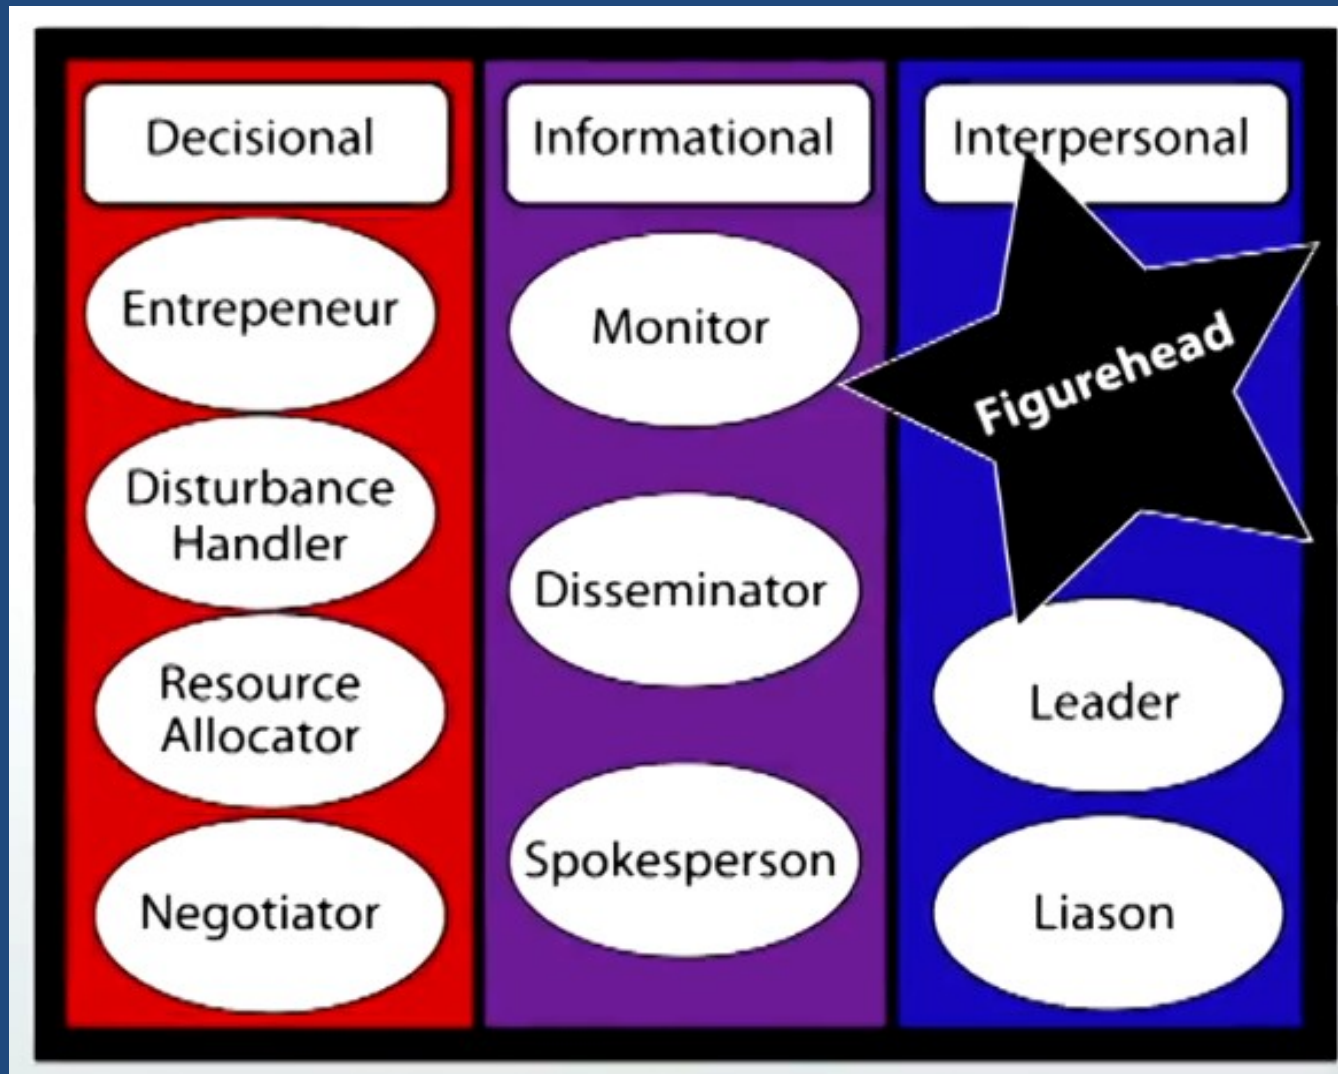 Decisional
Entrepeneur
Disturbance
Handler
Resource
Allocator
Negotiator
Informational
Monitor
Disseminator
Spokesperson
Interpersonal
Figurehead
Leader
Liason